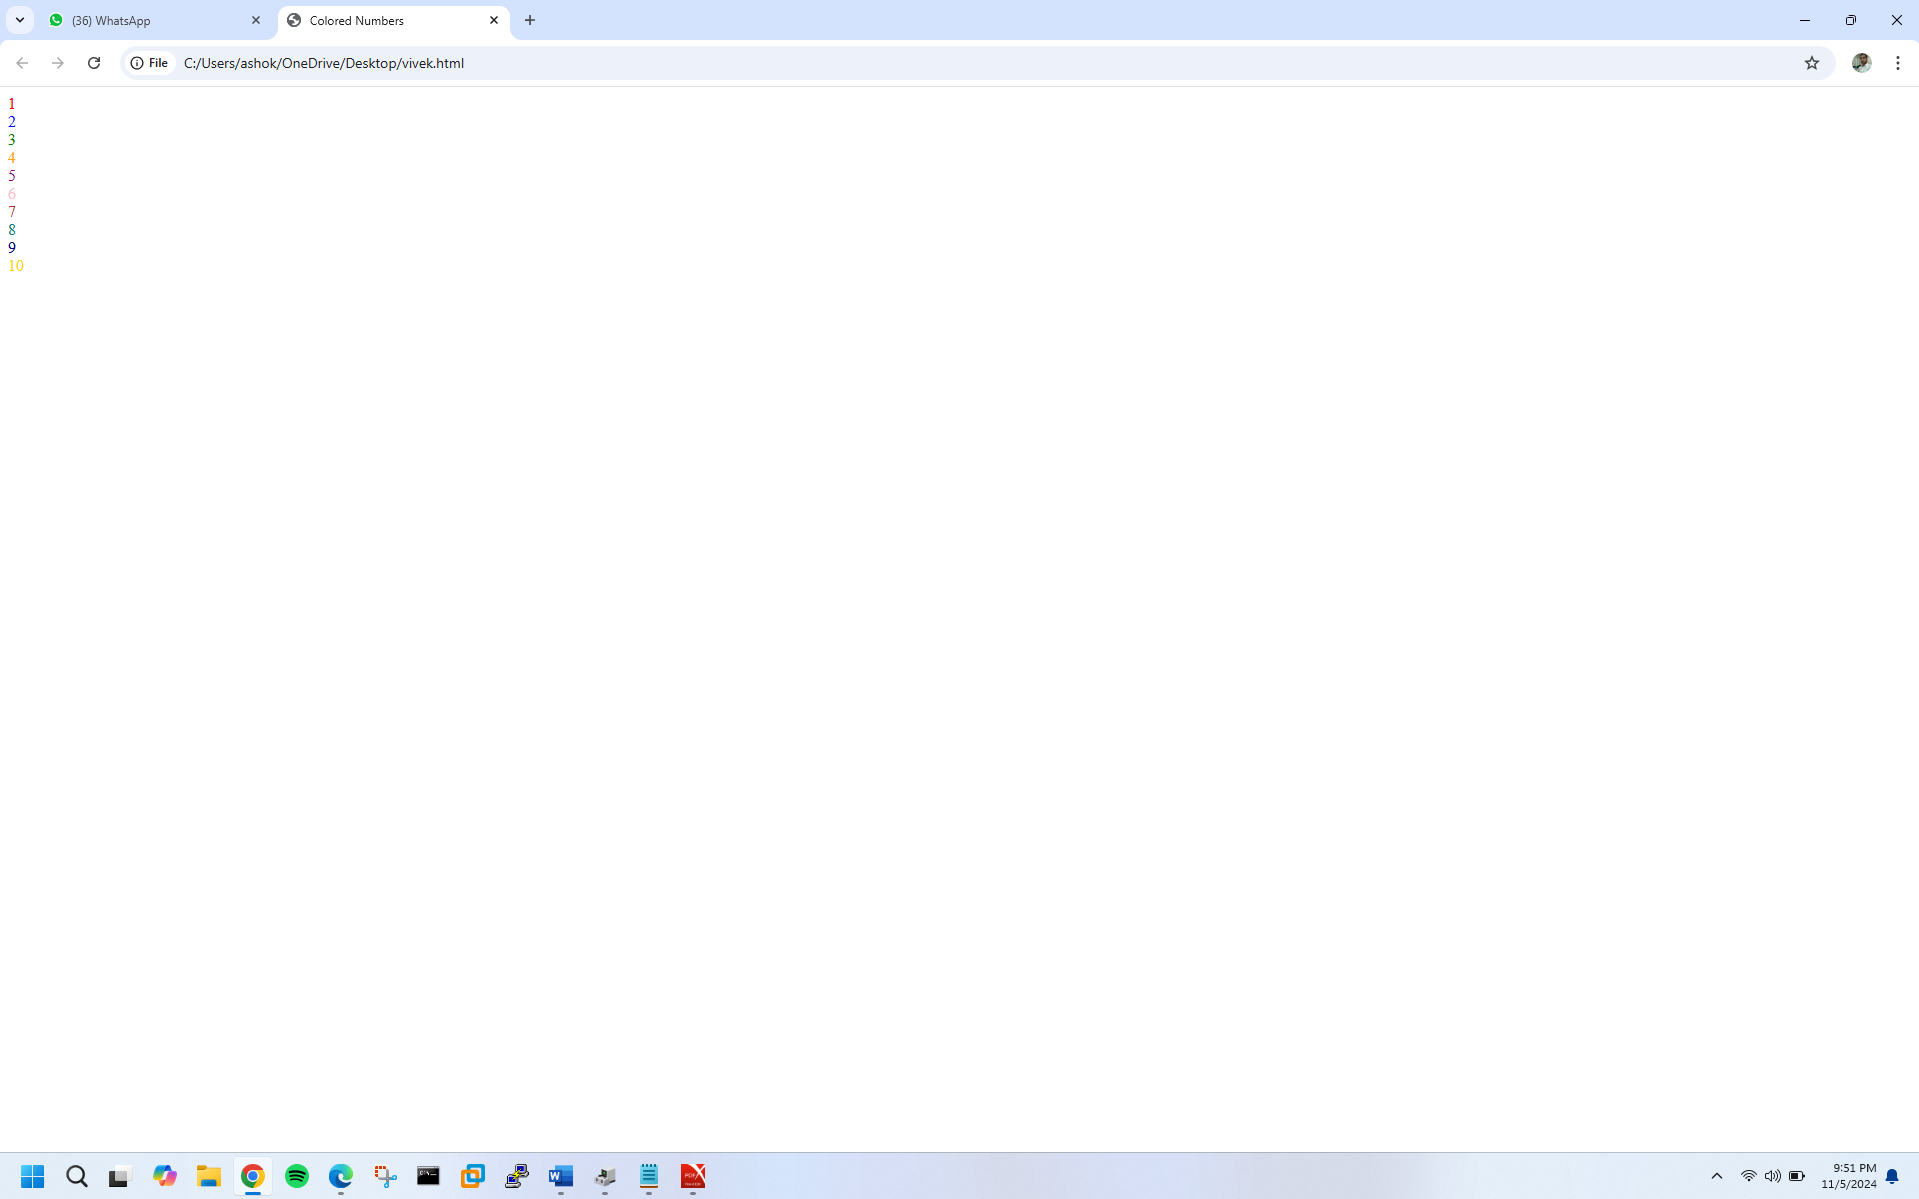 (36) WhatsApp
Colored Numbers
File
C:/Users/ashok/OneDrive/Desktop/vivek.html
1
2
3
4
5
6
7
8
9
10
9:51 PM
11/5/2024